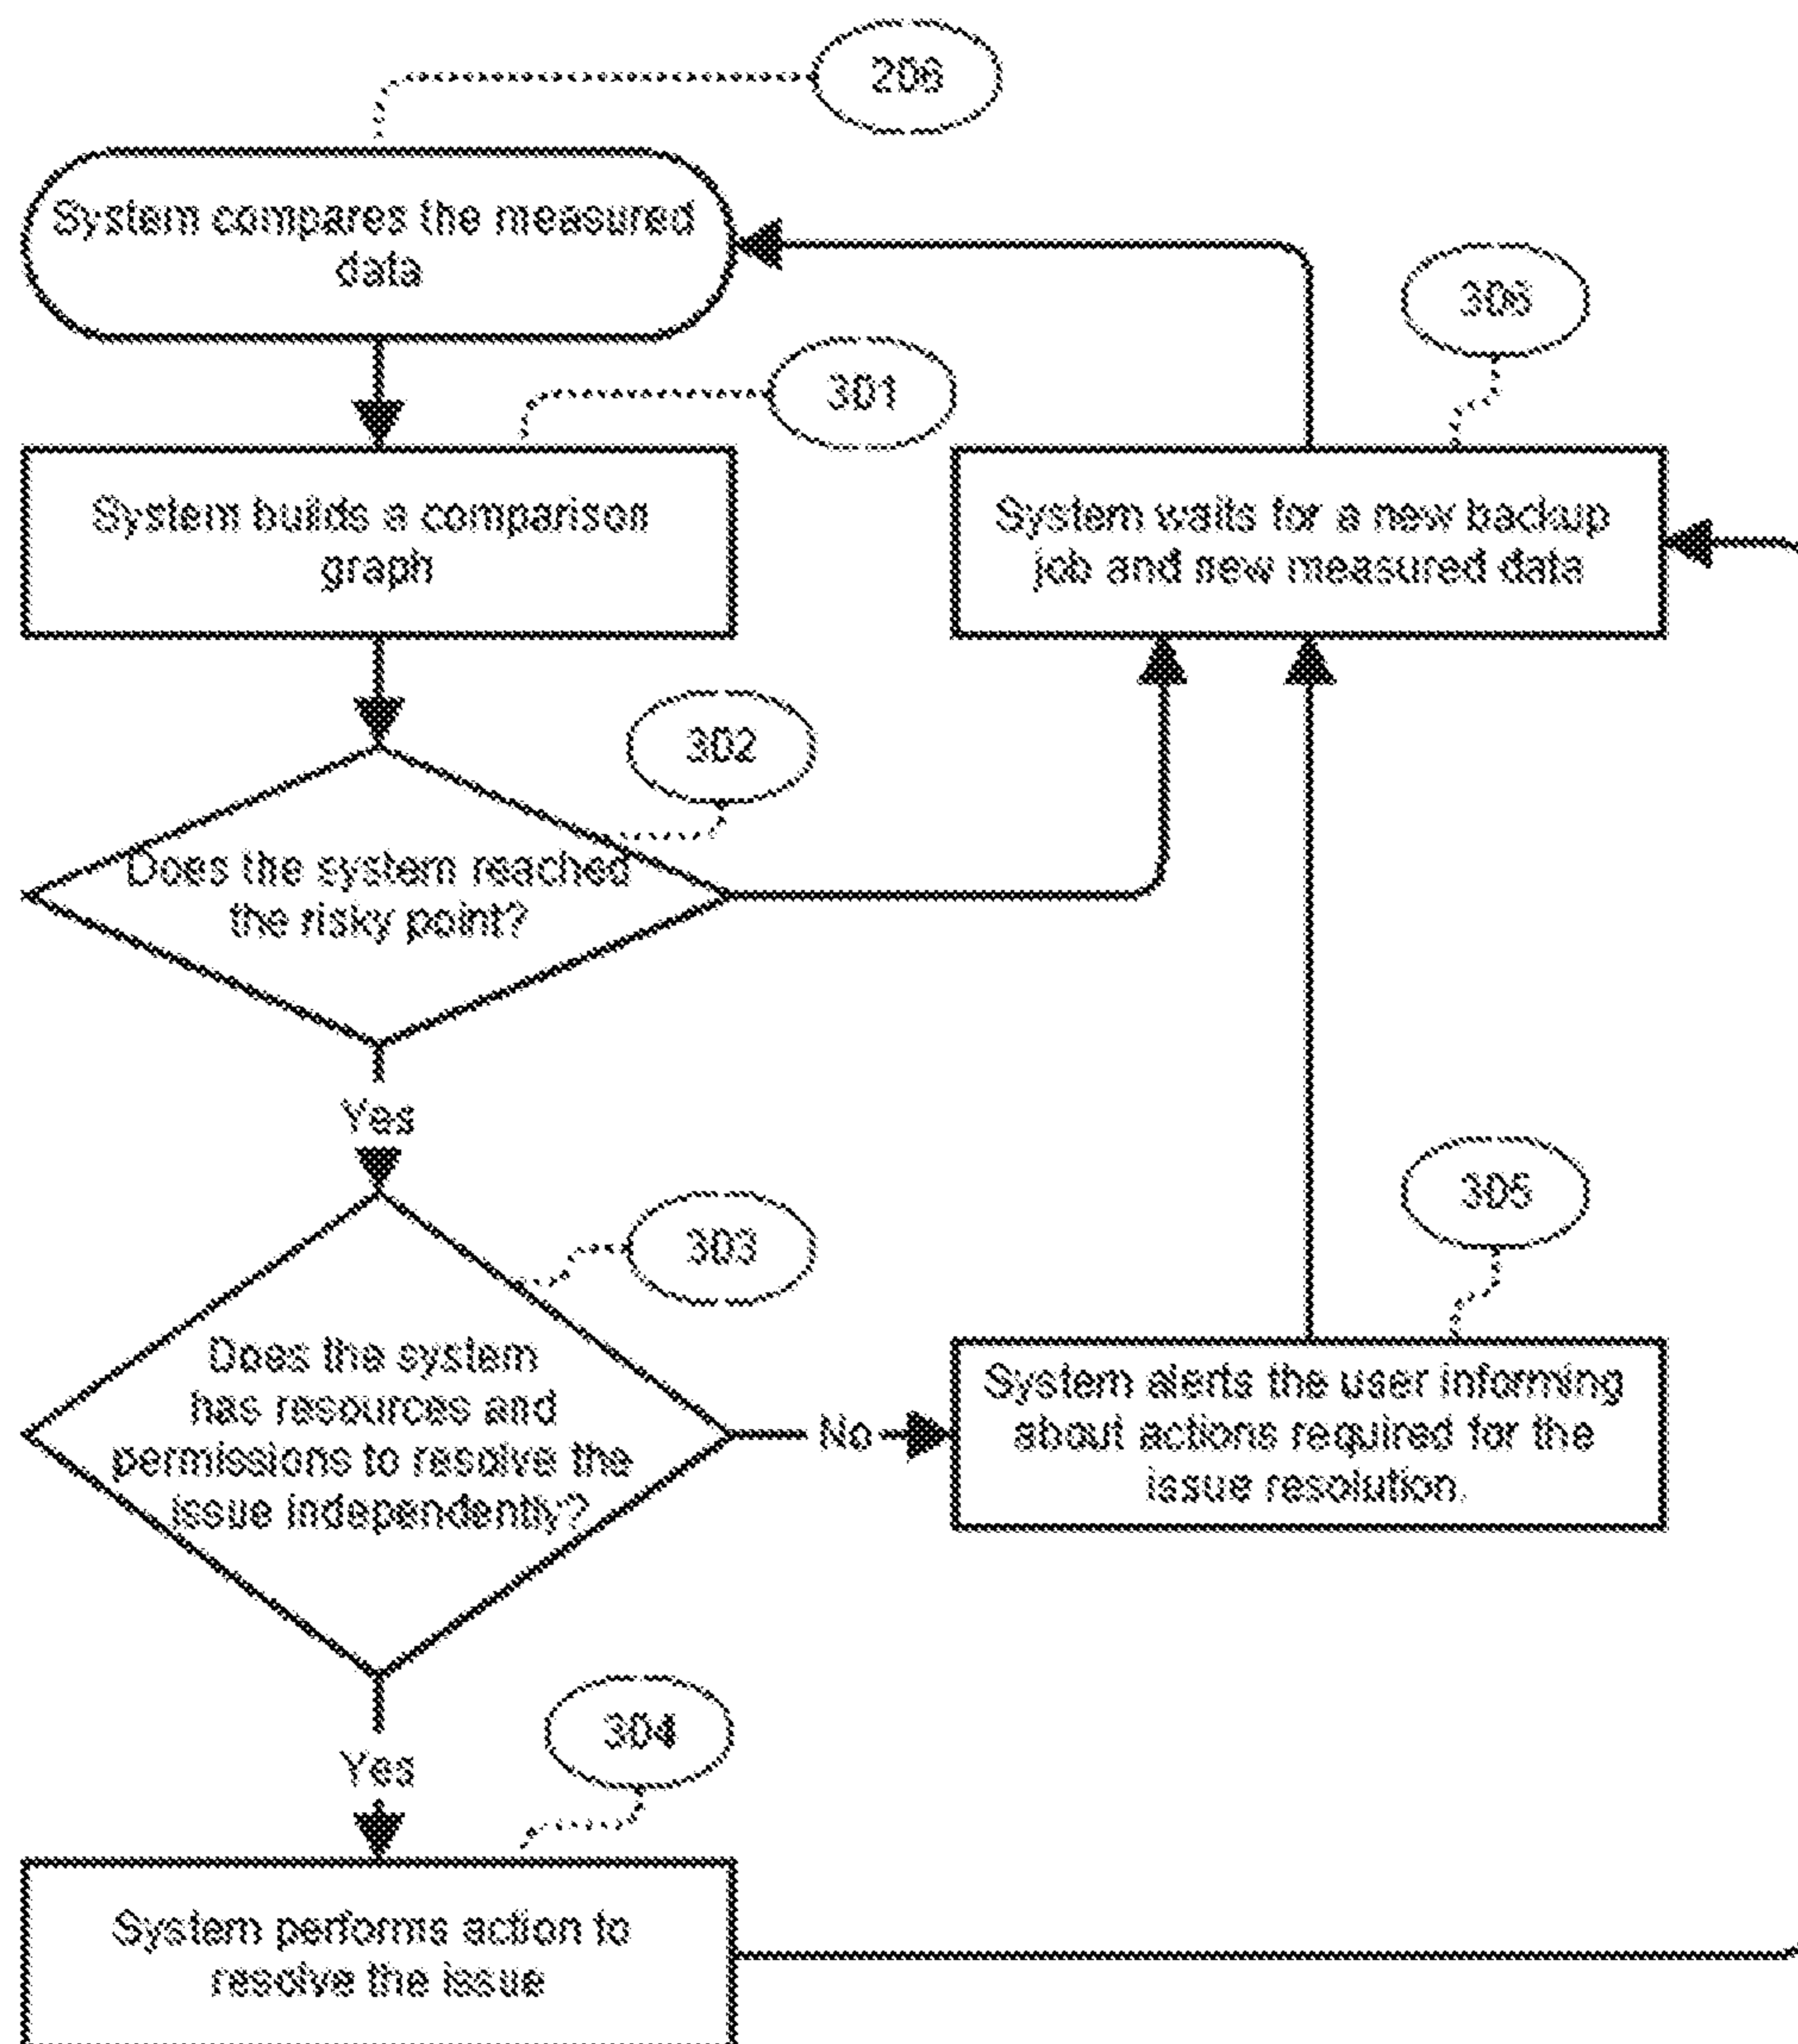 206
System compares the measured
data
301
306
System builds a comparison
graph
System waits for a new backup
job and new measured data
302
Does the system reached
the risky point?
Yes
303
305
Does the system
has resources and
permissions to resolve the
issue independently?
No
System alerts the user informing
about actions required for the
issue resolution.
304
Yes
System performs action to
resolve the issue